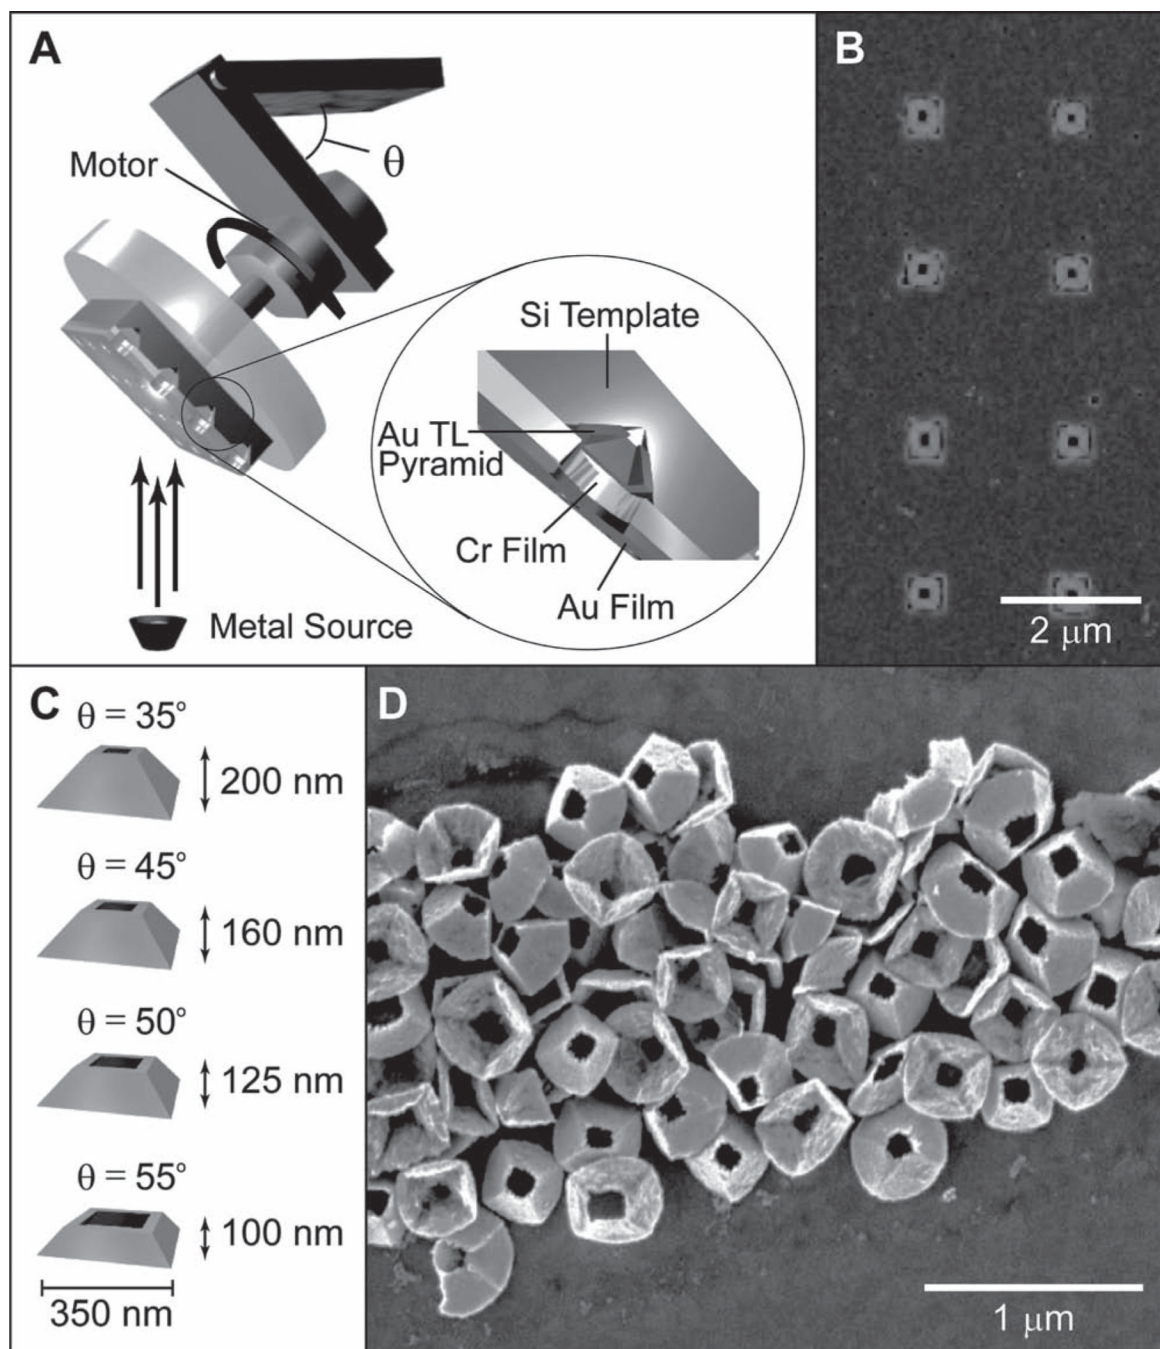 A
Motor
θ
Si Template
Au TL
Pyramid
Cr Film
Au Film
Metal Source
B
2 μm
C
θ = 35°
200 nm
θ = 45°
160 nm
θ = 50°
125 nm
θ = 55°
100 nm
350 nm
D
1 μm